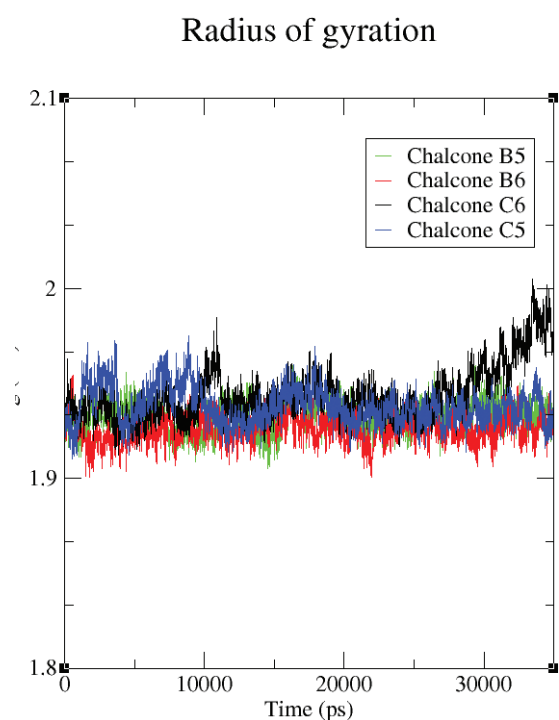 Radius of gyration
2.1
2
1.9
1.8
Chalcone B5
Chalcone B6
Chalcone C6
Chalcone C5
0
10000
20000
30000
Time (ps)